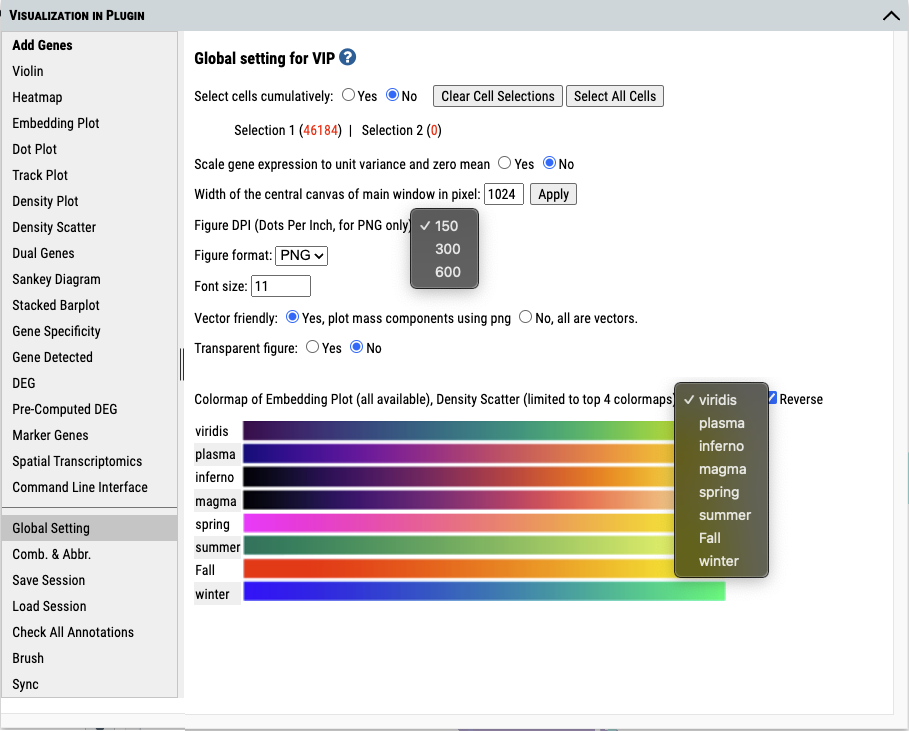 VISUALIZATION IN PLUGIN
Add Genes
Violin
Heatmap
Embedding Plot
Dot Plot
Track Plot
Density Plot
Density Scatter
Dual Genes
Sankey Diagram
Stacked Barplot
Gene Specificity
Gene Detected
DEG
Pre-Computed DEG
Marker Genes
Spatial Transcriptomics
Command Line Interface
Global Setting
Comb. & Abbr.
Save Session
Load Session
Check All Annotations
Brush
Sync
Global setting for VIP ?
Select cells cumulatively: Yes No Clear Cell Selections Select All Cells
Selection 1 (46184) | Selection 2 (0)
Scale gene expression to unit variance and zero mean Yes No
Width of the central canvas of main window in pixel: 1024 Apply
Figure DPI (Dots Per Inch, for PNG only)
✓ 150
300
600
Figure format: PNG
Font size: 11
Vector friendly: Yes, plot mass components using png No, all are vectors.
Transparent figure: Yes No
Colormap of Embedding Plot (all available), Density Scatter (limited to top 4 colormaps) Reverse
✓ viridis
plasma
inferno
magma
spring
summer
Fall
winter
viridis
plasma
inferno
magma
spring
summer
Fall
winter